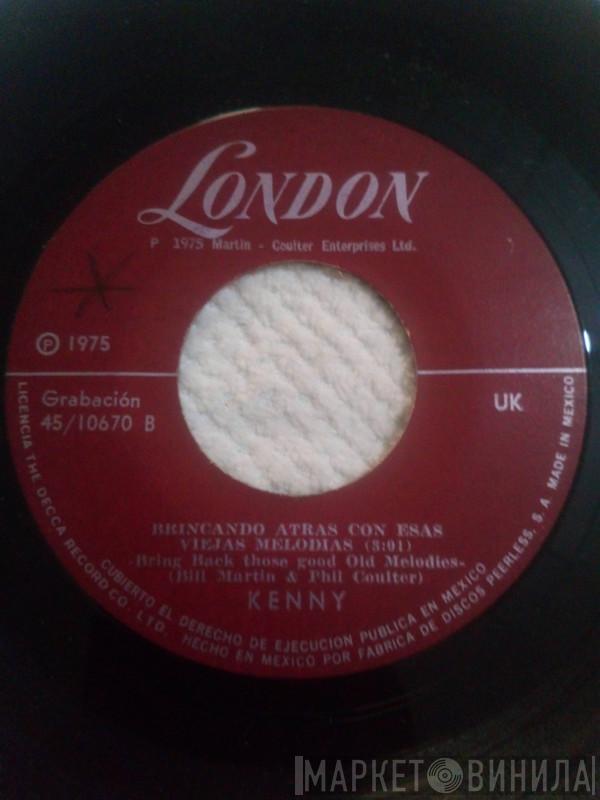 LONDON
P 1975 Martin - Coulter Enterprises Ltd.
Ⓟ 1975
Grabación
45/10670 B
UK
BRINCANDO ATRAS CON ESAS
VIEJAS MELODIAS (3:01)
-Bring Back those good Old Melodies-
(Bill Martin & Phil Coulter)
KENNY
LICENCIA THE DECCA RECORD CO. LTD. HECHO EN MEXICO POR FABRICA DE DISCOS PEERLESS, S. A. MADE IN MEXICO
CUBIERTO EL DERECHO DE EJECUCION PUBLICA EN MEXICO
МАРКЕТ ВИНИЛА